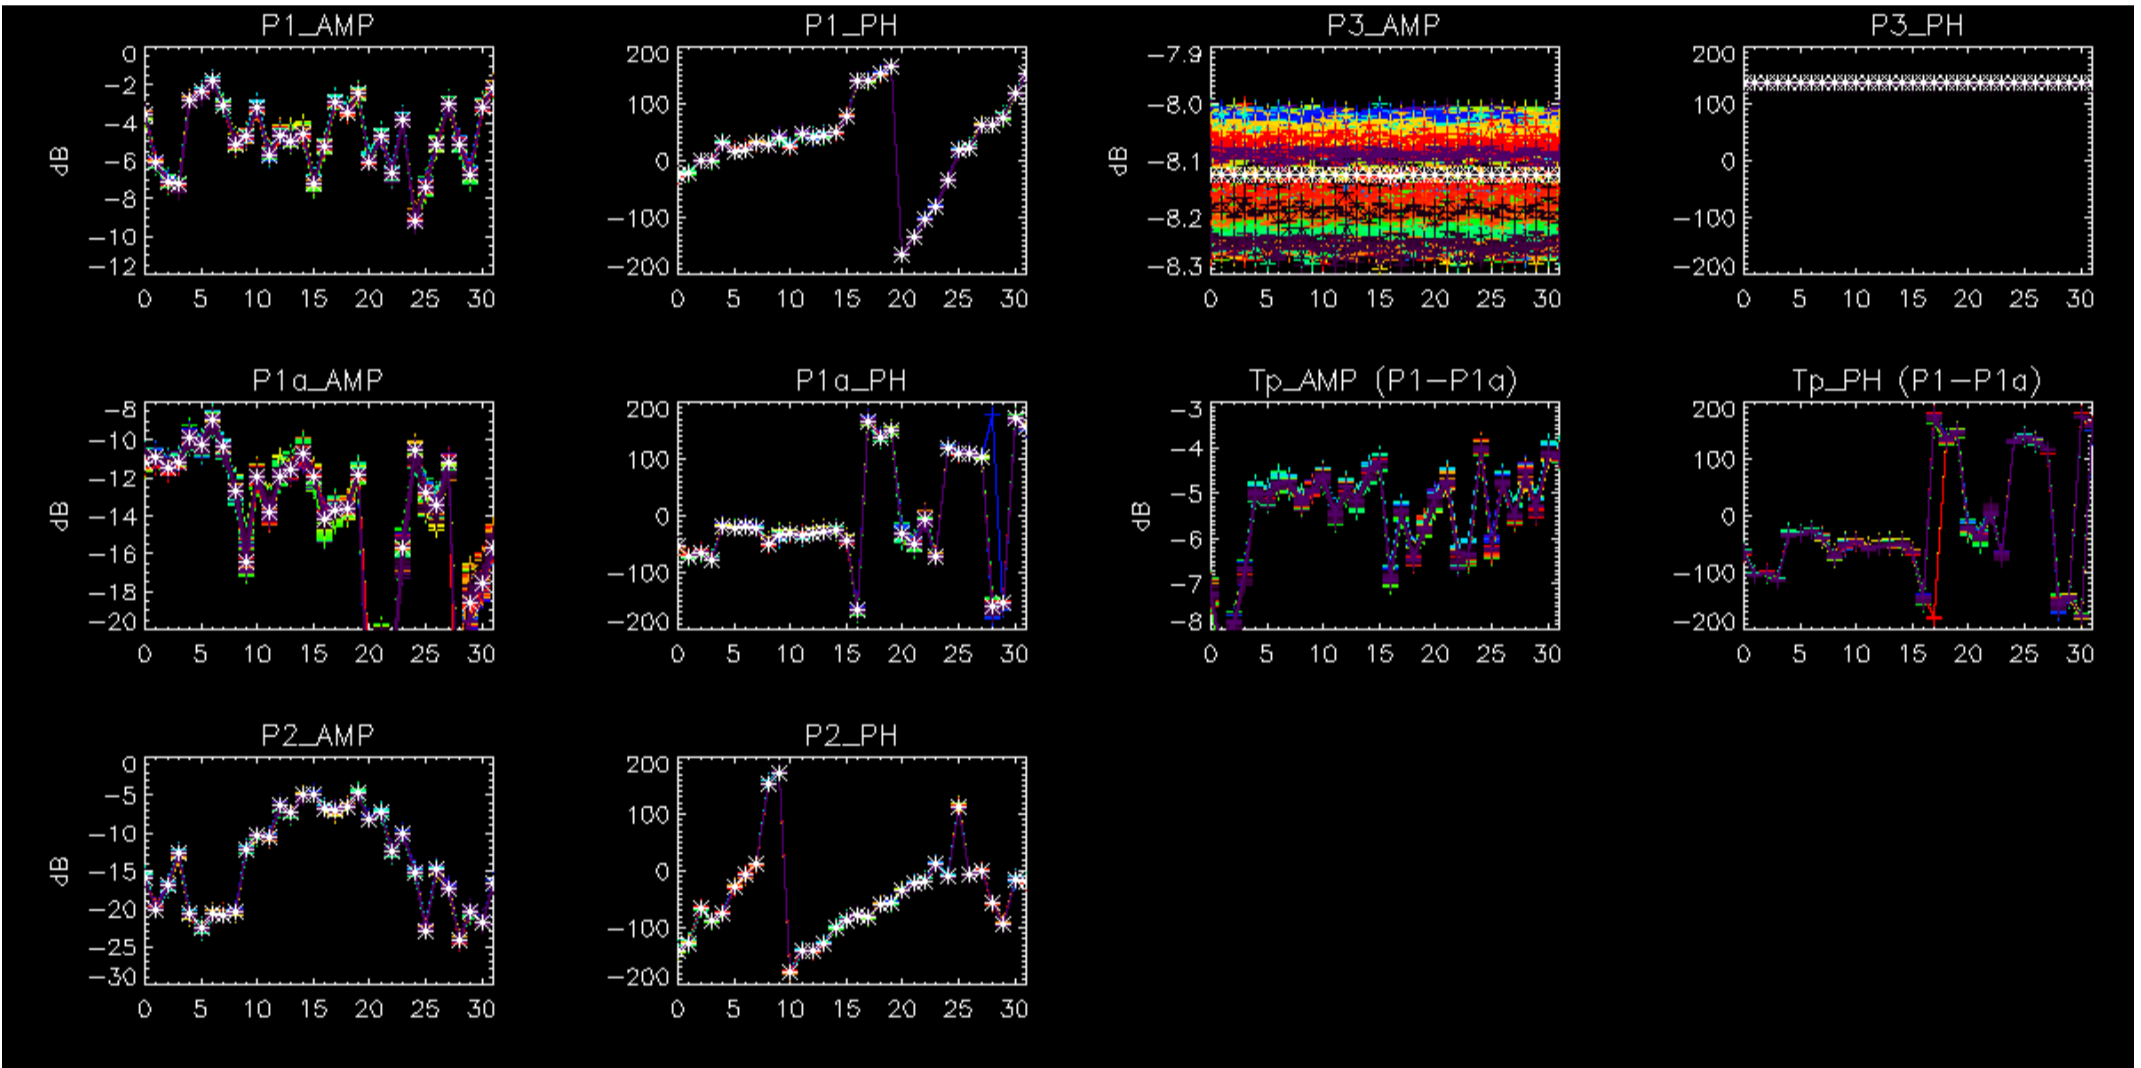 P1_AMP P1_PH P3_AMP P3_PH
0 200 -7.9 200
-2 100 -8.0 100
-4 0 -8.1 0
-6 -100 -8.2 -100
-8 -200 -8.3 -200
-10
-12
dB dB
0 5 10 15 20 25 30 0 5 10 15 20 25 30 0 5 10 15 20 25 30 0 5 10 15 20 25 30
P1a_AMP P1a_PH Tp_AMP (P1-P1a) Tp_PH (P1-P1a)
-8 200 -3 200
-10 100 -4 100
-12 0 -5 0
-14 -100 -6 -100
-16 -200 -7 -200
-18 -8
-20
dB dB
0 5 10 15 20 25 30 0 5 10 15 20 25 30 0 5 10 15 20 25 30 0 5 10 15 20 25 30
P2_AMP P2_PH
0 200
-5 100
-10 0
-15 -100
-20 -200
-25
-30
dB
0 5 10 15 20 25 30 0 5 10 15 20 25 30